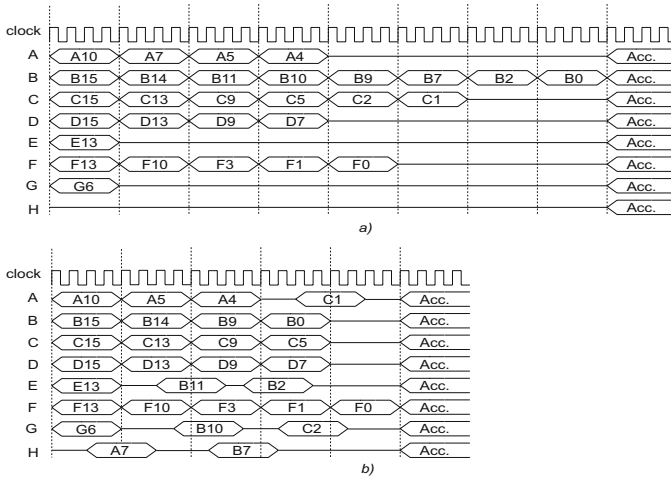 clock
A A10 A7 A5 A4 Acc.
B B15 B14 B11 B10 B9 B7 B2 B0 Acc.
C C15 C13 C9 C5 C2 C1 Acc.
D D15 D13 D9 D7 Acc.
E E13 Acc.
F F13 F10 F3 F1 F0 Acc.
G G6 Acc.
H Acc.
a)
clock
A A10 A5 A4 C1 Acc.
B B15 B14 B9 B0 Acc.
C C15 C13 C9 C5 Acc.
D D15 D13 D9 D7 Acc.
E E13 B11 B2 Acc.
F F13 F10 F3 F1 F0 Acc.
G G6 B10 C2 Acc.
H A7 B7 Acc.
b)